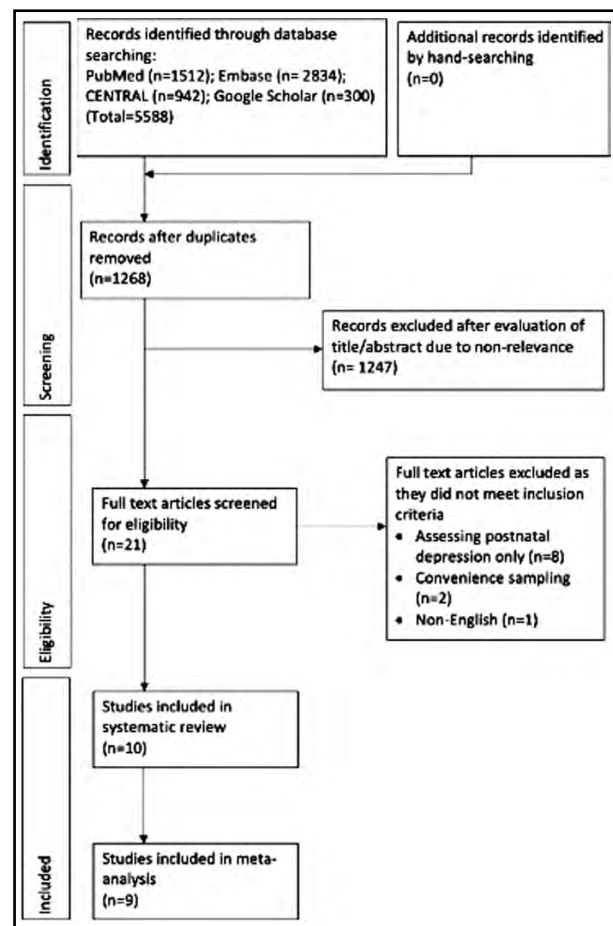 Identification
Records identified through database
searching:
PubMed (n=1512); Embase (n= 2834);
CENTRAL (n=942); Google Scholar (n=300)
(Total=5588)
Additional records identified
by hand-searching
(n=0)
Screening
Records after duplicates
removed
(n=1268)
Records excluded after evaluation of
title/abstract due to non-relevance
(n= 1247)
Eligibility
Full text articles screened
for eligibility
(n=21)
Full text articles excluded as
they did not meet inclusion
criteria
• Assessing postnatal
depression only (n=8)
• Convenience sampling
(n=2)
• Non-English (n=1)
Included
Studies included in
systematic review
(n=10)
Studies included in meta-
analysis
(n=9)